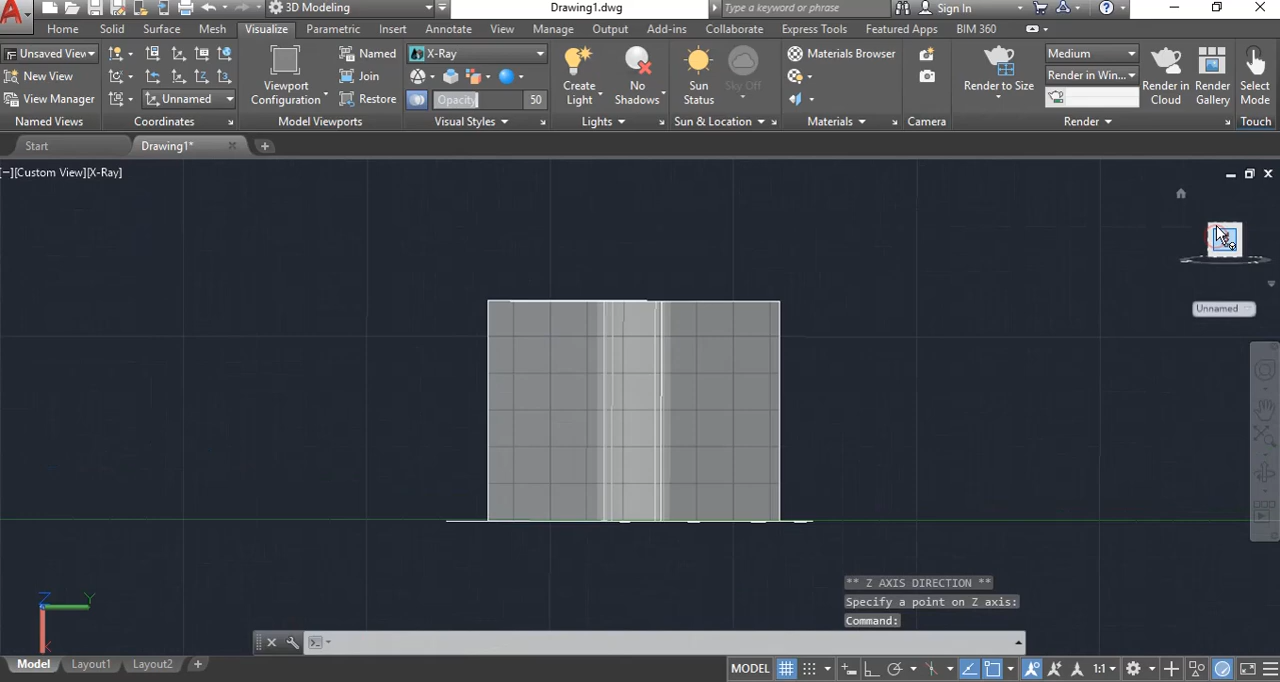 3D Modeling Drawing1.dwg Type a keyword or phrase Sign In
Home Solid Surface Mesh Visualize Parametric Insert Annotate View Manage Output Add-ins Collaborate Express Tools Featured Apps BIM 360
Unsaved View Named X-Ray Materials Browser Medium
New View Join Render in Win...
View Manager Unnamed Restore Opacity 50
Viewport Configuration
Create Light
No Shadows
Sun Status
Sky Off
Render to Size
Render in Cloud
Render Gallery
Select Mode
Named Views Coordinates Model Viewports Visual Styles Lights Sun & Location Materials Camera Render Touch
Start Drawing1*
[−][Custom View][X-Ray]
Unnamed
** Z AXIS DIRECTION **
Specify a point on Z axis:
Command:
Z Y
X
Model Layout1 Layout2
MODEL 1:1